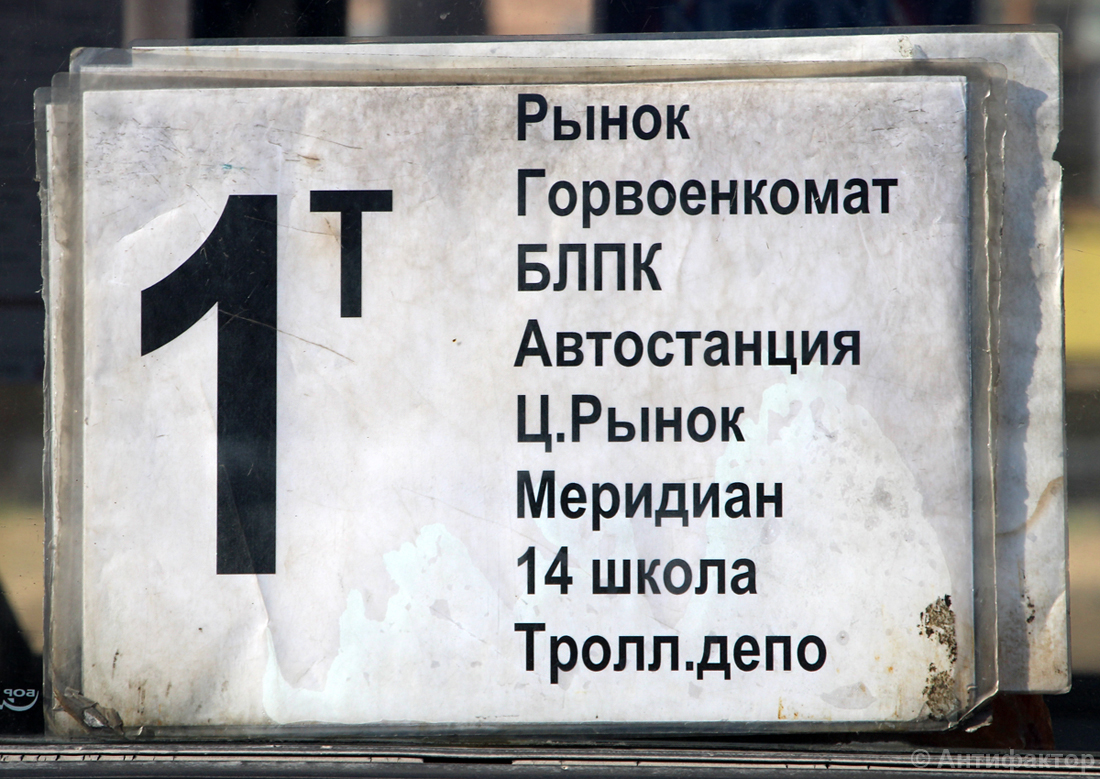 1т
Рынок
Горвоенкомат
БЛПК
Автостанция
Ц.Рынок
Меридиан
14 школа
Тролл.депо
© Антифактор